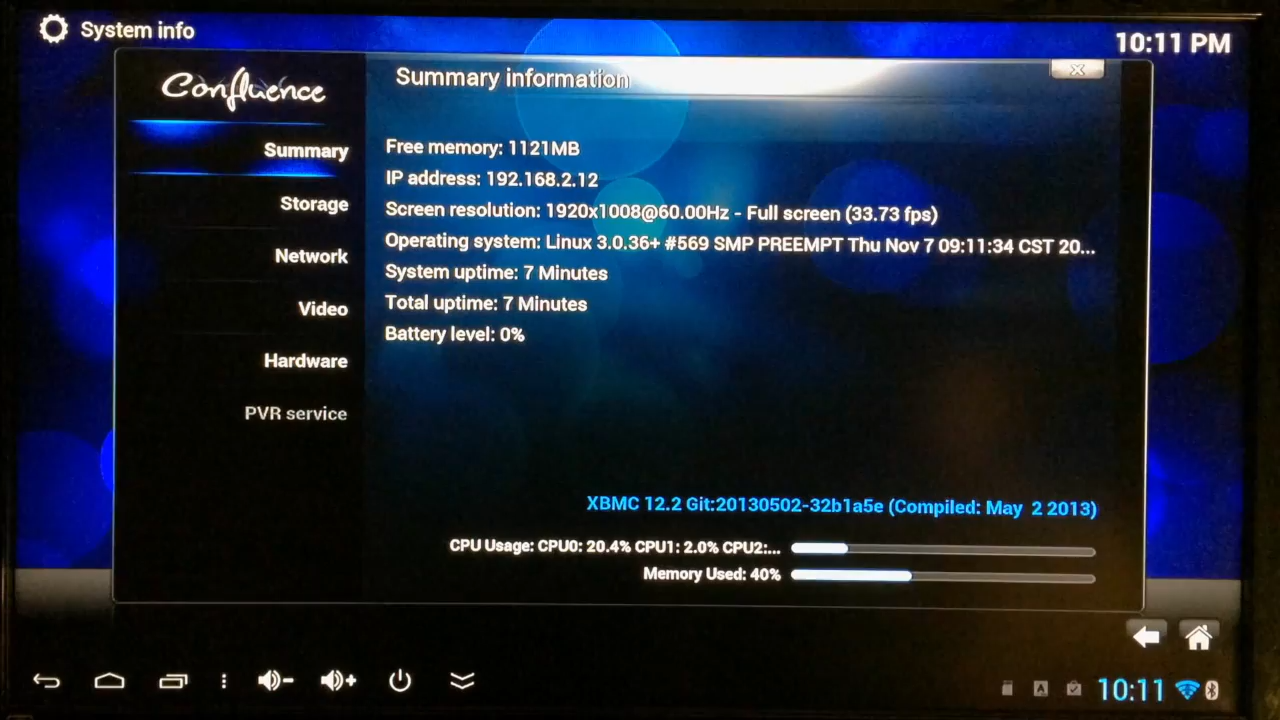 System info
10:11 PM
Confluence
Summary information
Summary
Storage
Network
Video
Hardware
PVR service
Free memory: 1121MB
IP address: 192.168.2.12
Screen resolution: 1920x1008@60.00Hz - Full screen (33.73 fps)
Operating system: Linux 3.0.36+ #569 SMP PREEMPT Thu Nov 7 09:11:34 CST 20...
System uptime: 7 Minutes
Total uptime: 7 Minutes
Battery level: 0%
XBMC 12.2 Git:20130502-32b1a5e (Compiled: May  2 2013)
CPU Usage: CPU0: 20.4% CPU1: 2.0% CPU2:...
Memory Used: 40%
10:11